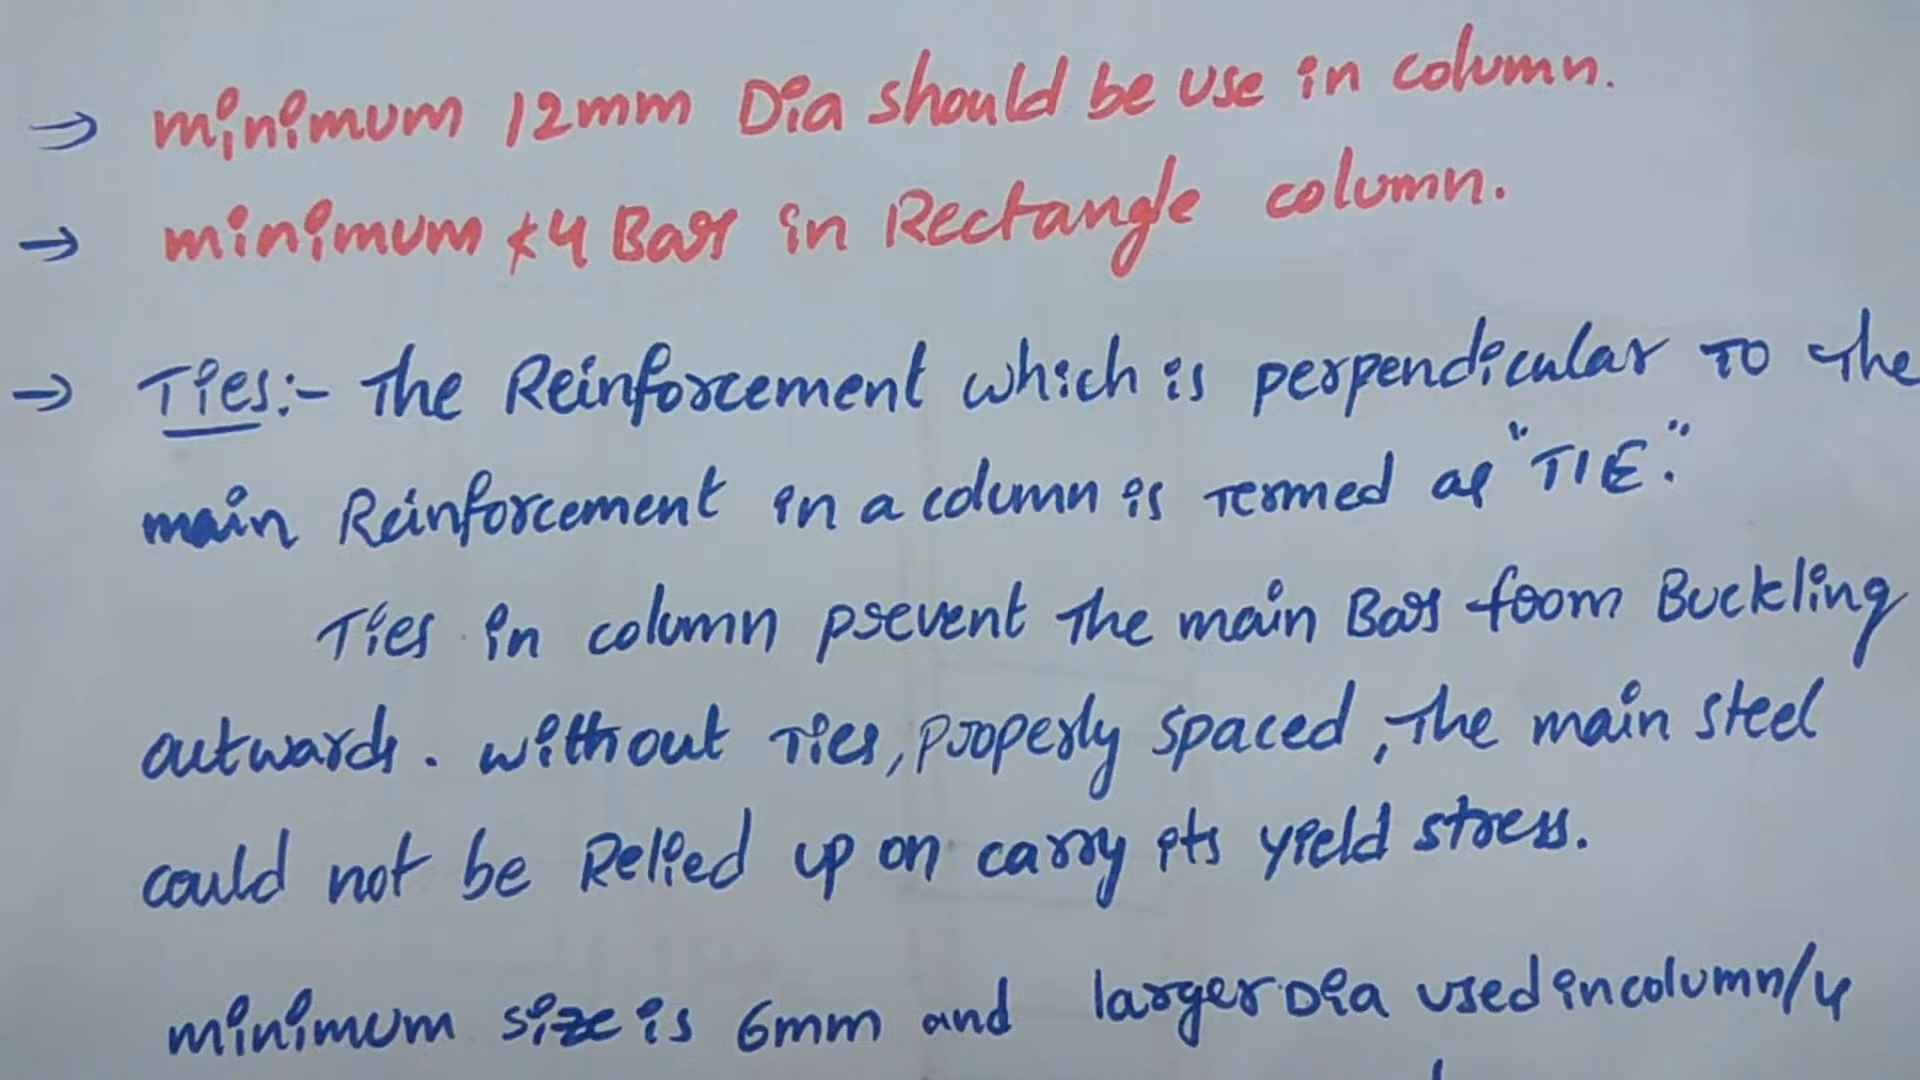 ⇒ minimum 12mm Dia should be use in column.
→ minimum 4 Bar in Rectangle column.
→ Ties:- The Reinforcement which is perpendicular To the
main Reinforcement in a column is Termed as "TIE".
Ties in column prevent The main Bar from Buckling
outwards. without Ties, properly spaced, The main steel
could not be Relied up on carry its yield stress.
minimum size is 6mm and larger Dia used in column/4